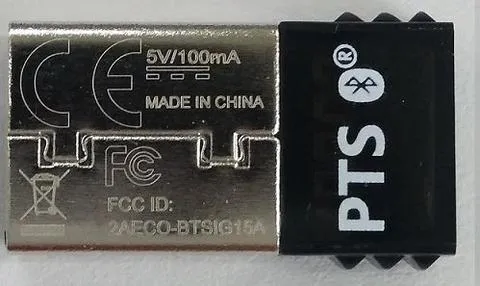 CE
5V/100mA
MADE IN CHINA
FC
FCC ID:
2AECO-BTSIG15A
PTS ®